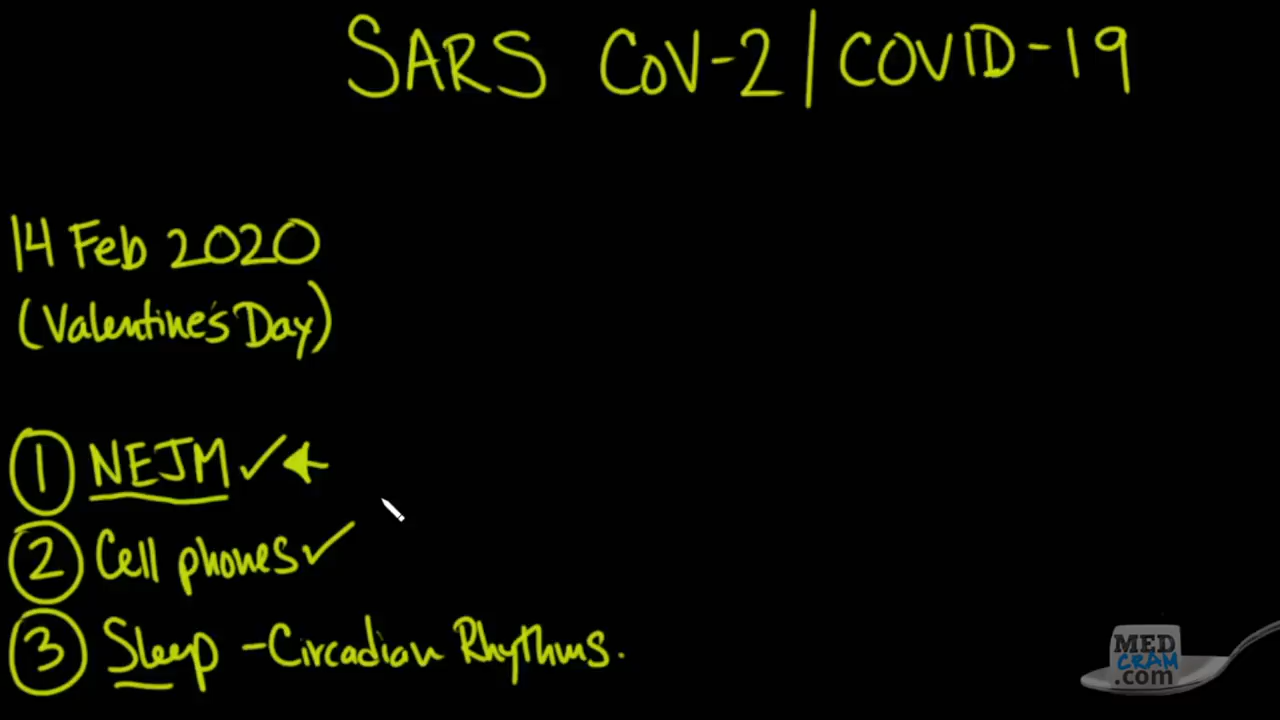 SARS CoV-2/COVID-19
14 Feb 2020
(Valentine's Day)
1 NEJM
2 Cell phones
3 Sleep - Circadian Rhythms.
MED
CRAM
.com